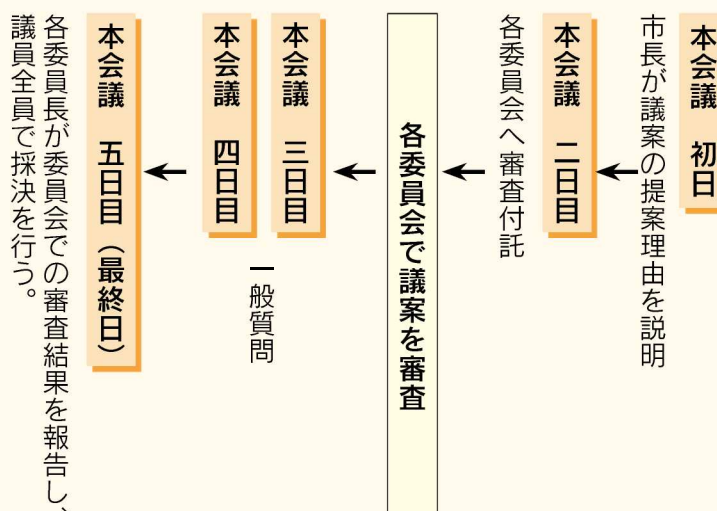 本会議　初日
市長が議案の提案理由を説明
本会議　二日目
各委員会へ審査付託
各委員会で議案を審査
本会議　三日目
本会議　四日目
一般質問
本会議　五日目（最終日）
各委員長が委員会での審査結果を報告し、
議員全員で採決を行う。